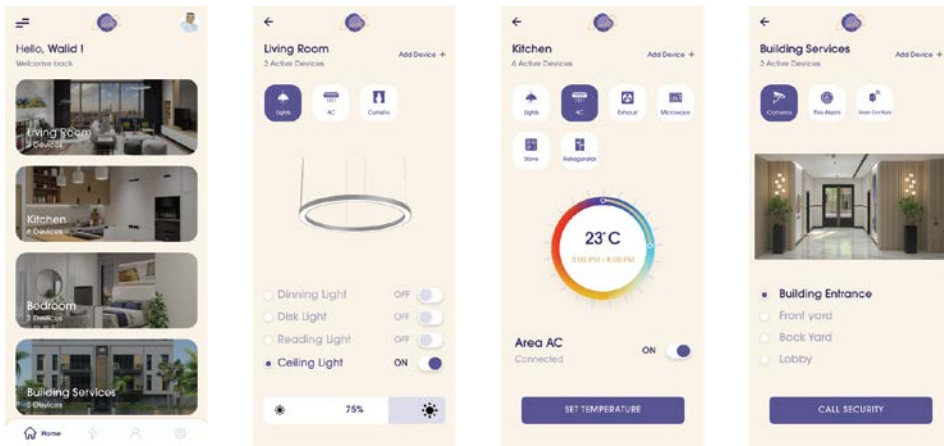 Hello, Walid !
Welcome back
Living Room
3 Devices
Kitchen
6 Devices
Bedroom
3 Devices
Building Services
3 Devices
Home
Living Room
3 Active Devices
Add Device +
Lights
AC
Curtains
Dinning Light OFF
Disk Light OFF
Reading Light OFF
Ceiling Light ON
75%
Kitchen
6 Active Devices
Add Device +
Lights
AC
Exhaust
Microwave
Stove
Refrigerator
23°C
3:00 PM - 8:00 PM
Area AC
Connected
ON
SET TEMPERATURE
Building Services
3 Active Devices
Add Device +
Cameras
Fire Alarm
Door Control
Building Entrance
Front yard
Back Yard
Lobby
CALL SECURITY